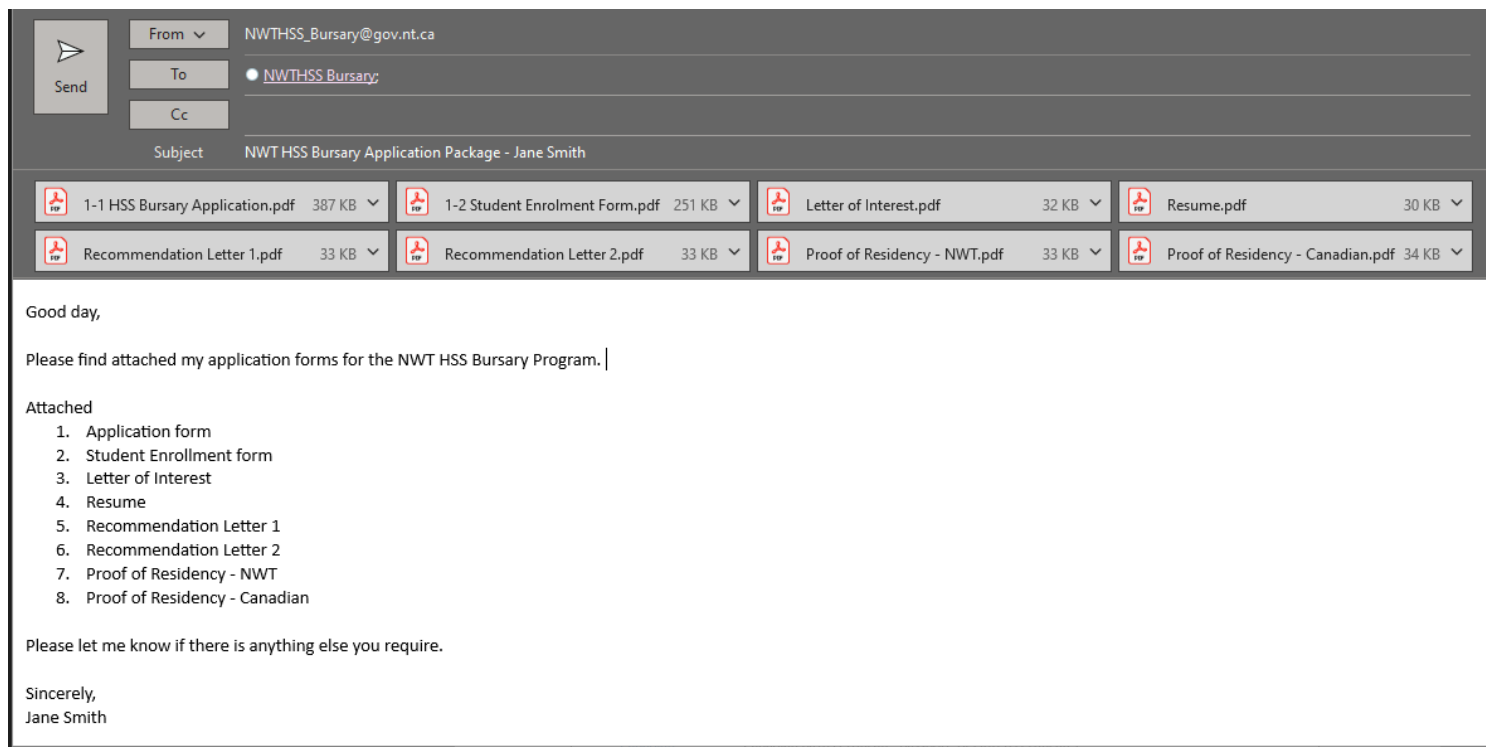 From
NWTHSS_Bursary@gov.nt.ca
Send
To
NWTHSS Bursary;
Cc
Subject
NWT HSS Bursary Application Package - Jane Smith
1-1 HSS Bursary Application.pdf 387 KB
1-2 Student Enrolment Form.pdf 251 KB
Letter of Interest.pdf 32 KB
Resume.pdf 30 KB
Recommendation Letter 1.pdf 33 KB
Recommendation Letter 2.pdf 33 KB
Proof of Residency - NWT.pdf 33 KB
Proof of Residency - Canadian.pdf 34 KB
Good day,
Please find attached my application forms for the NWT HSS Bursary Program.
Attached
1. Application form
2. Student Enrollment form
3. Letter of Interest
4. Resume
5. Recommendation Letter 1
6. Recommendation Letter 2
7. Proof of Residency - NWT
8. Proof of Residency - Canadian
Please let me know if there is anything else you require.
Sincerely,
Jane Smith